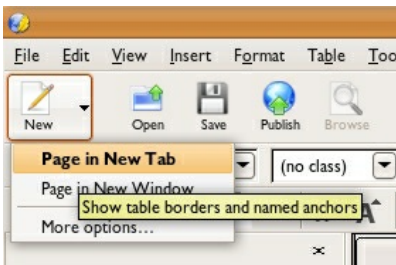 File Edit View Insert Format Table Too
New Open Save Publish Browse
Page in New Tab
(no class)
Page in New Window
Show table borders and named anchors
A
More options...